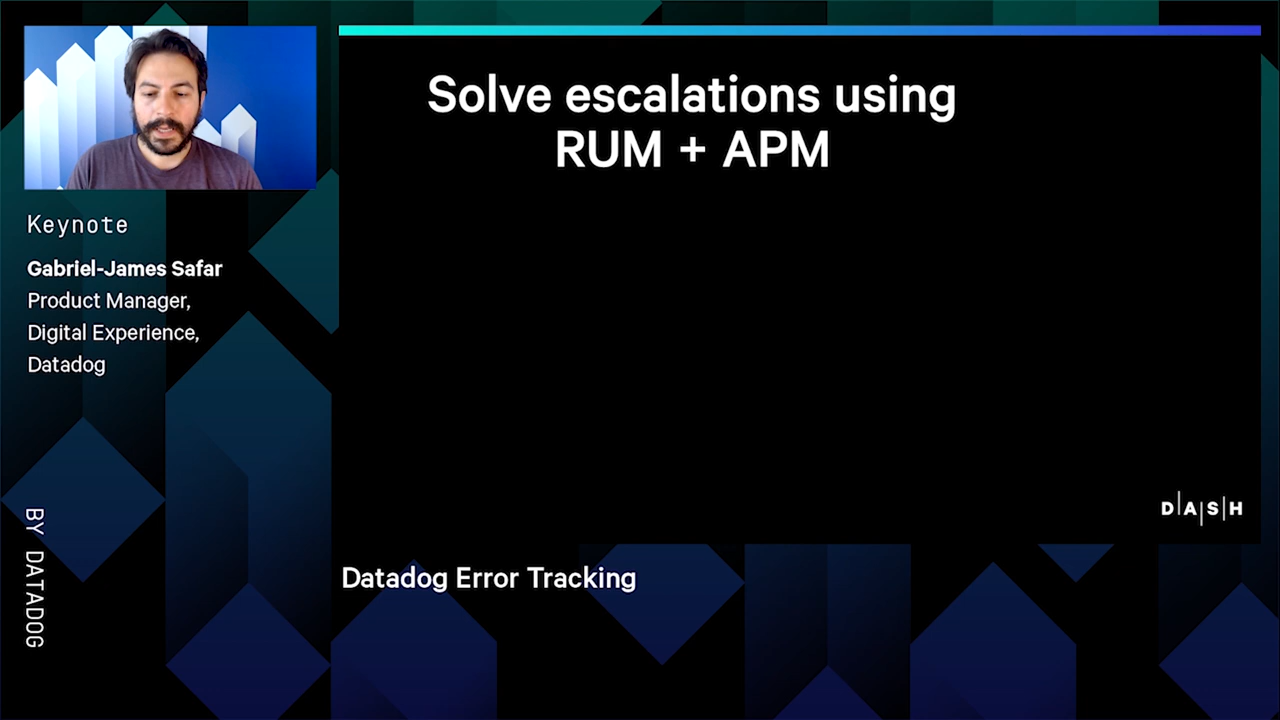 Solve escalations using
RUM + APM
Keynote
Gabriel-James Safar
Product Manager,
Digital Experience,
Datadog
BY DATADOG
DASH
Datadog Error Tracking